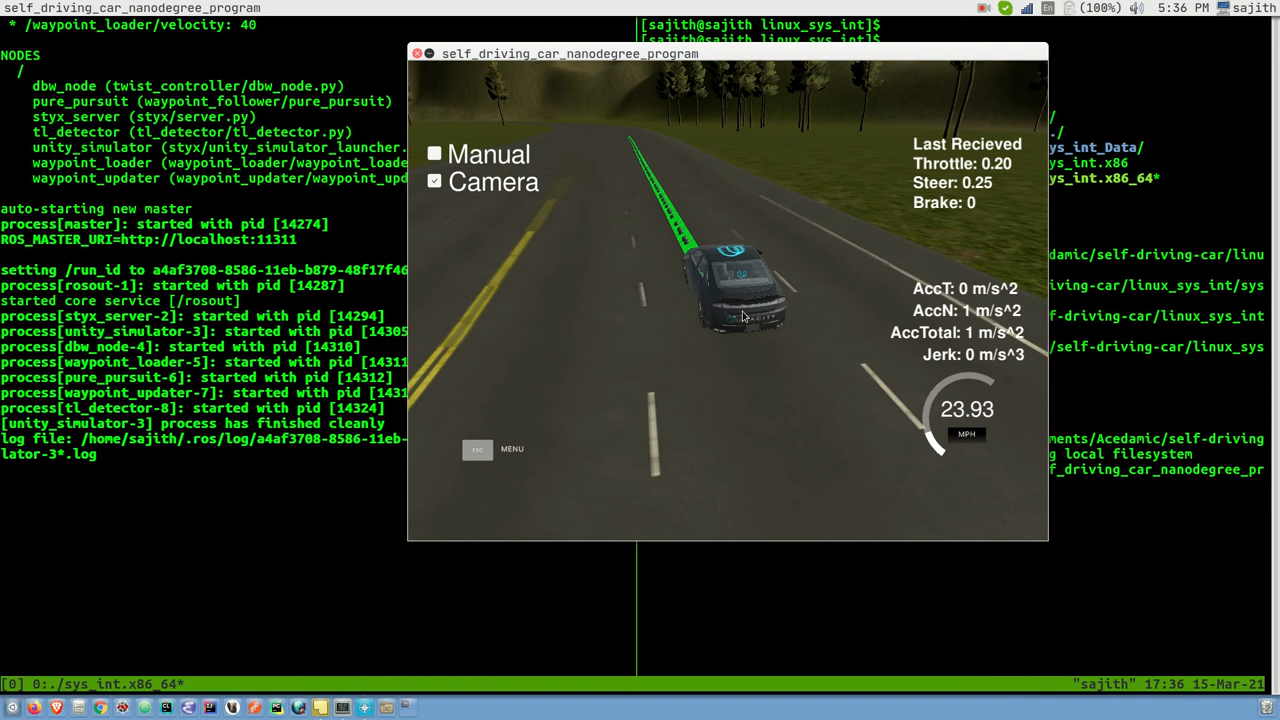 self_driving_car_nanodegree_program
(100%)
En
5:36 PM
sajith
* /waypoint_loader/velocity: 40
NODES
/
dbw_node (twist_controller/dbw_node.py)
pure_pursuit (waypoint_follower/pure_pursuit)
styx_server (styx/server.py)
tl_detector (tl_detector/tl_detector.py)
unity_simulator (styx/unity_simulator_launcher.
waypoint_loader (waypoint_loader/waypoint_loade
waypoint_updater (waypoint_updater/waypoint_upd
auto-starting new master
process[master]: started with pid [14274]
ROS_MASTER_URI=http://localhost:11311
setting /run_id to a4af3708-8586-11eb-b879-48f17f46
process[rosout-1]: started with pid [14287]
started core service [/rosout]
process[styx_server-2]: started with pid [14294]
process[unity_simulator-3]: started with pid [14305
process[dbw_node-4]: started with pid [14310]
process[waypoint_loader-5]: started with pid [14311
process[pure_pursuit-6]: started with pid [14312]
process[waypoint_updater-7]: started with pid [1431
process[tl_detector-8]: started with pid [14324]
[unity_simulator-3] process has finished cleanly
log file: /home/sajith/.ros/log/a4af3708-8586-11eb-
lator-3*.log
[sajith@sajith linux_sys_int]$
[sajith@sajith linux_sys_int]$
self_driving_car_nanodegree_program
Manual
Camera
Last Recieved
Throttle: 0.20
Steer: 0.25
Brake: 0
AccT: 0 m/s^2
AccN: 1 m/s^2
AccTotal: 1 m/s^2
Jerk: 0 m/s^3
23.93
MPH
ESC
MENU
/
./
ys_int_Data/
ys_int.x86
ys_int.x86_64*
edamic/self-driving-car/linu
iving-car/linux_sys_int/sys
f-driving-car/linux_sys_int
/self-driving-car/linux_sys
ments/Acedamic/self-driving
g local filesystem
f_driving_car_nanodegree_pr
[0] 0:./sys_int.x86_64*
"sajith" 17:36 15-Mar-21